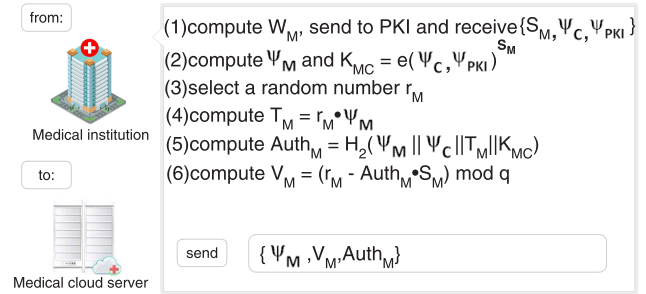 from:
Medical institution
to:
Medical cloud server
(1)compute W_M, send to PKI and receive{S_M,Ψ_C,Ψ_PKI }
(2)compute Ψ_M and K_MC = e(Ψ_C,Ψ_PKI)^S_M
(3)select a random number r_M
(4)compute T_M = r_M•Ψ_M
(5)compute Auth_M = H_2(Ψ_M||Ψ_C||T_M||K_MC)
(6)compute V_M = (r_M - Auth_M•S_M) mod q
send
{ Ψ_M ,V_M,Auth_M}